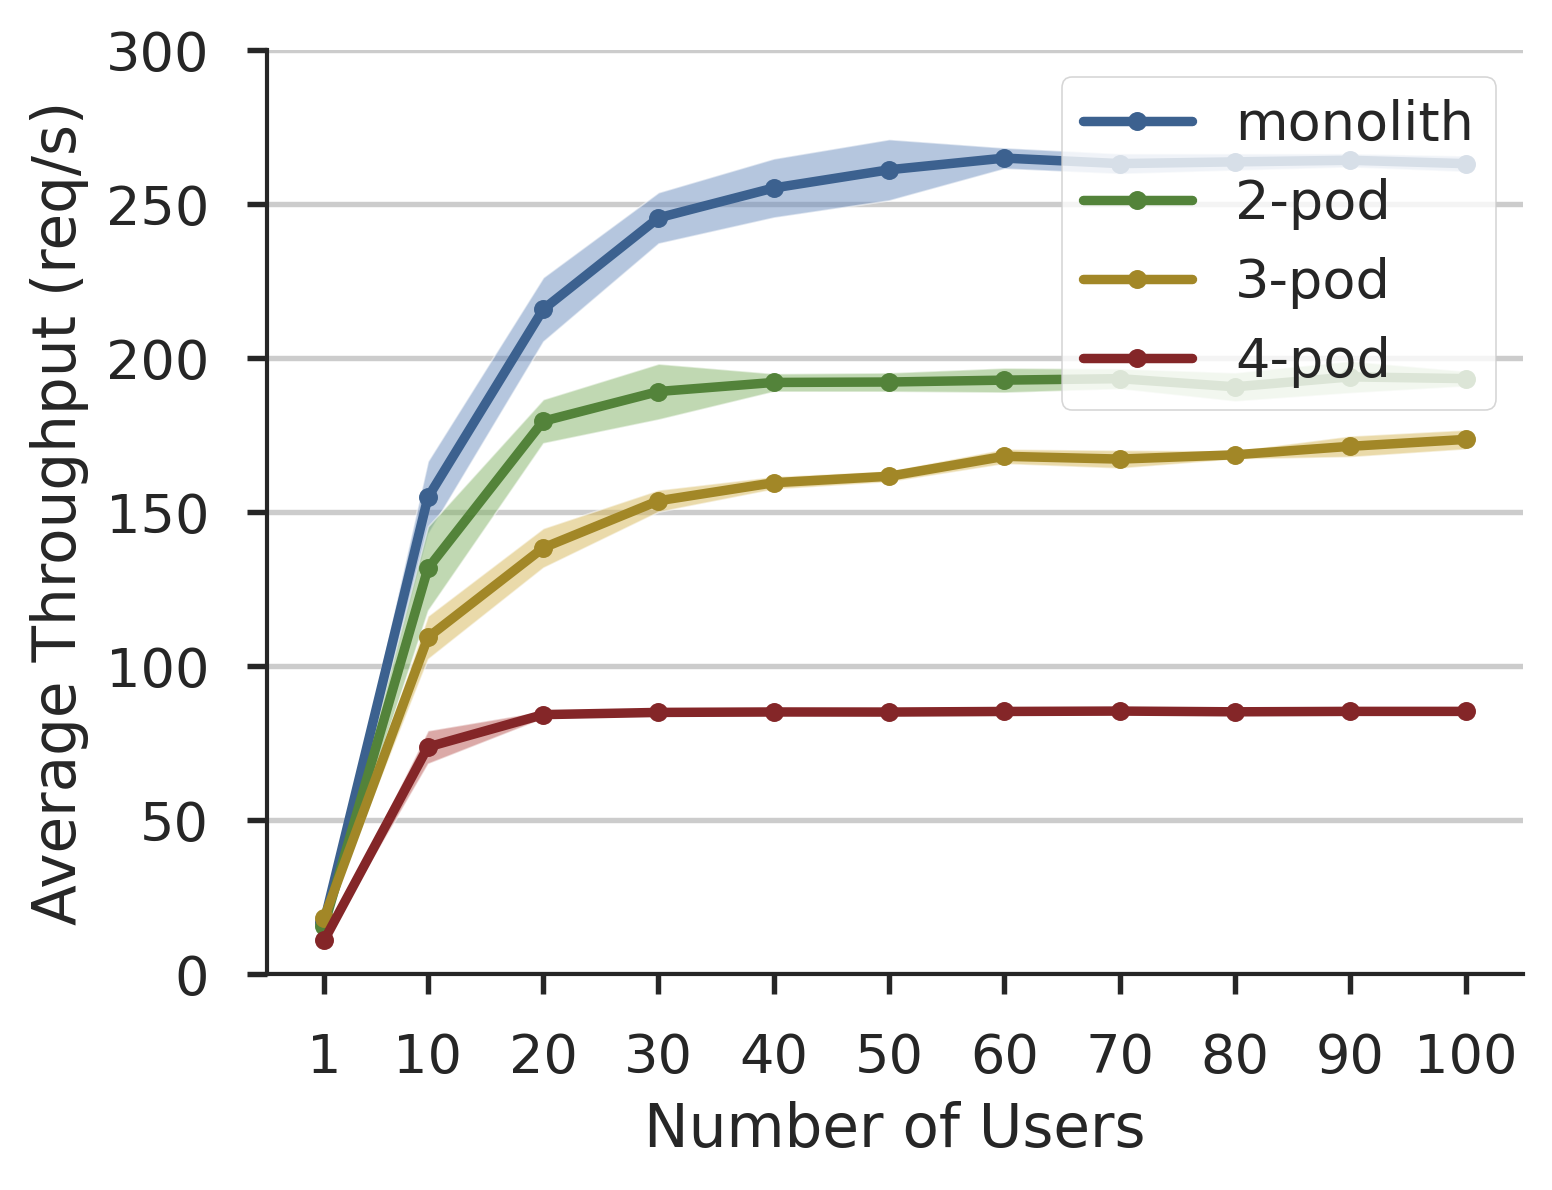 Average Throughput (req/s)
300
250
200
150
100
50
0
monolith
2-pod
3-pod
4-pod
1 10 20 30 40 50 60 70 80 90 100
Number of Users